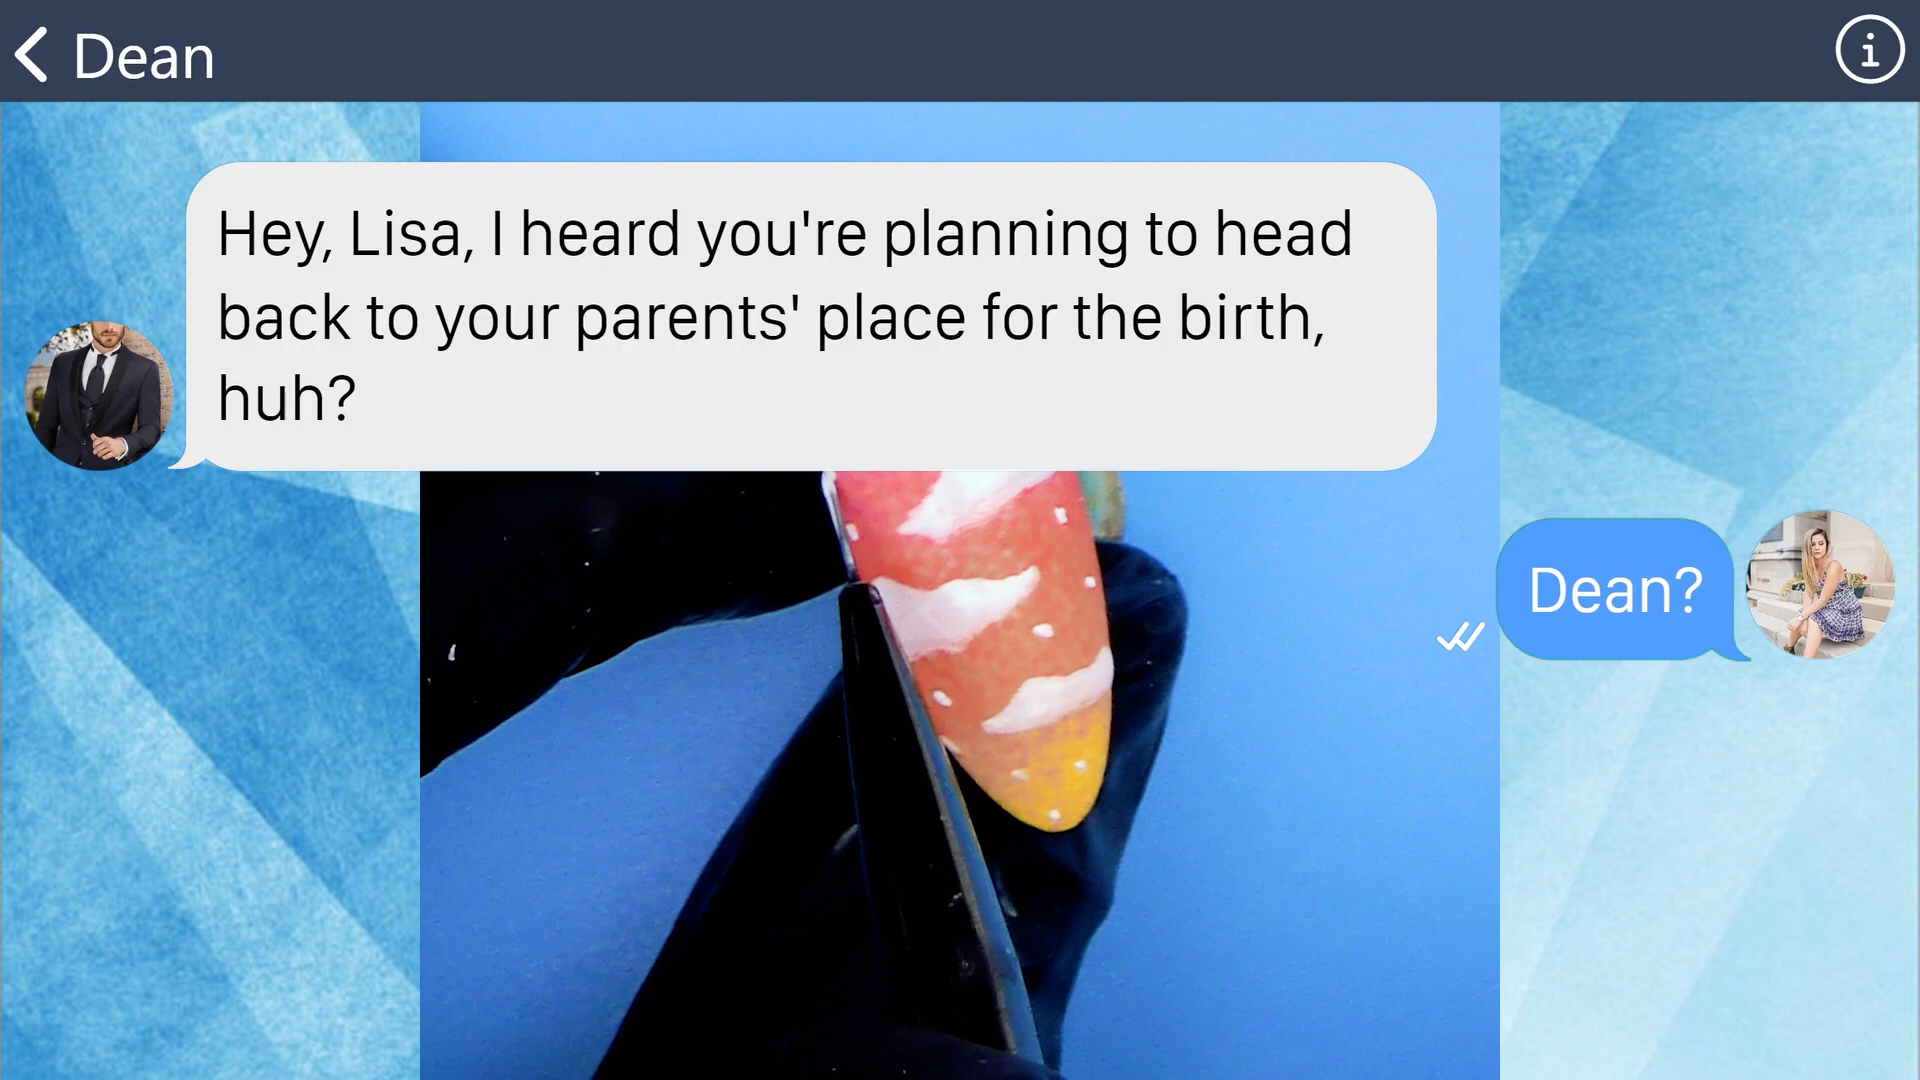 Dean
Hey, Lisa, I heard you're planning to head
back to your parents' place for the birth,
huh?
Dean?